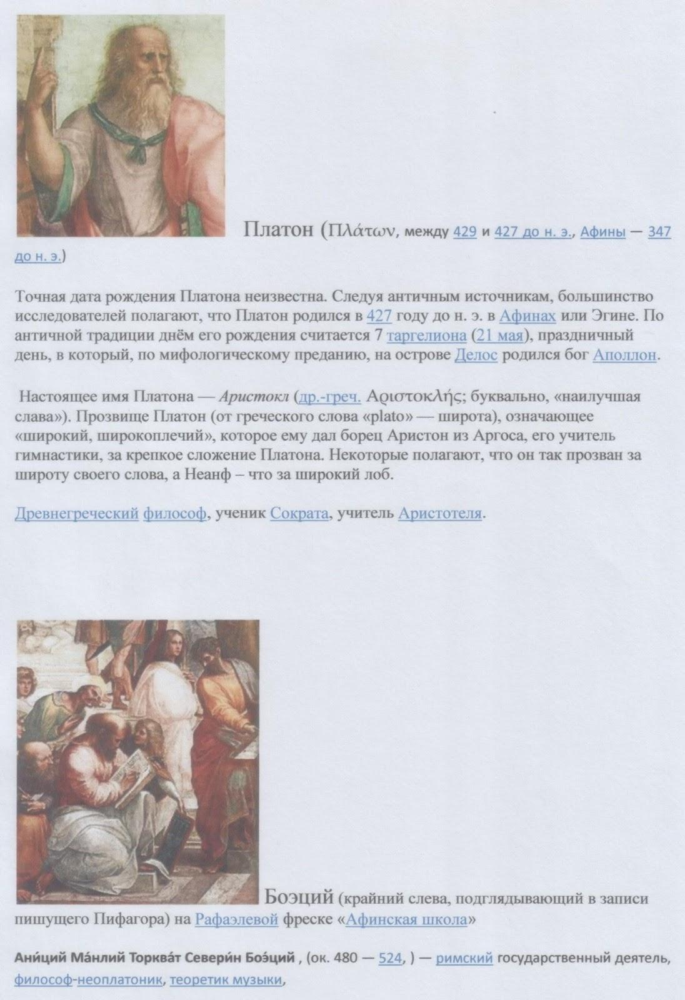 Платон (Πλάτων, между 429 и 427 до н. э., Афины — 347
до н. э.)
Точная дата рождения Платона неизвестна. Следуя античным источникам, большинство
исследователей полагают, что Платон родился в 427 году до н. э. в Афинах или Эгине. По
античной традиции днём его рождения считается 7 таргелиона (21 мая), праздничный
день, в который, по мифологическому преданию, на острове Делос родился бог Аполлон.
Настоящее имя Платона — Аристокл (др.-греч. Αριστοκλής; буквально, «наилучшая
слава»). Прозвище Платон (от греческого слова «plato» — широта), означающее
«широкий, широкоплечий», которое ему дал борец Аристон из Аргоса, его учитель
гимнастики, за крепкое сложение Платона. Некоторые полагают, что он так прозван за
широту своего слова, а Неанф – что за широкий лоб.
Древнегреческий философ, ученик Сократа, учитель Аристотеля.
Боэций (крайний слева, подглядывающий в записи
пишущего Пифагора) на Рафаэлевой фреске «Афинская школа»
Ани́ций Ма́нлий Торква́т Севери́н Боэ́ций , (ок. 480 — 524, ) — римский государственный деятель,
философ-неоплатоник, теоретик музыки,